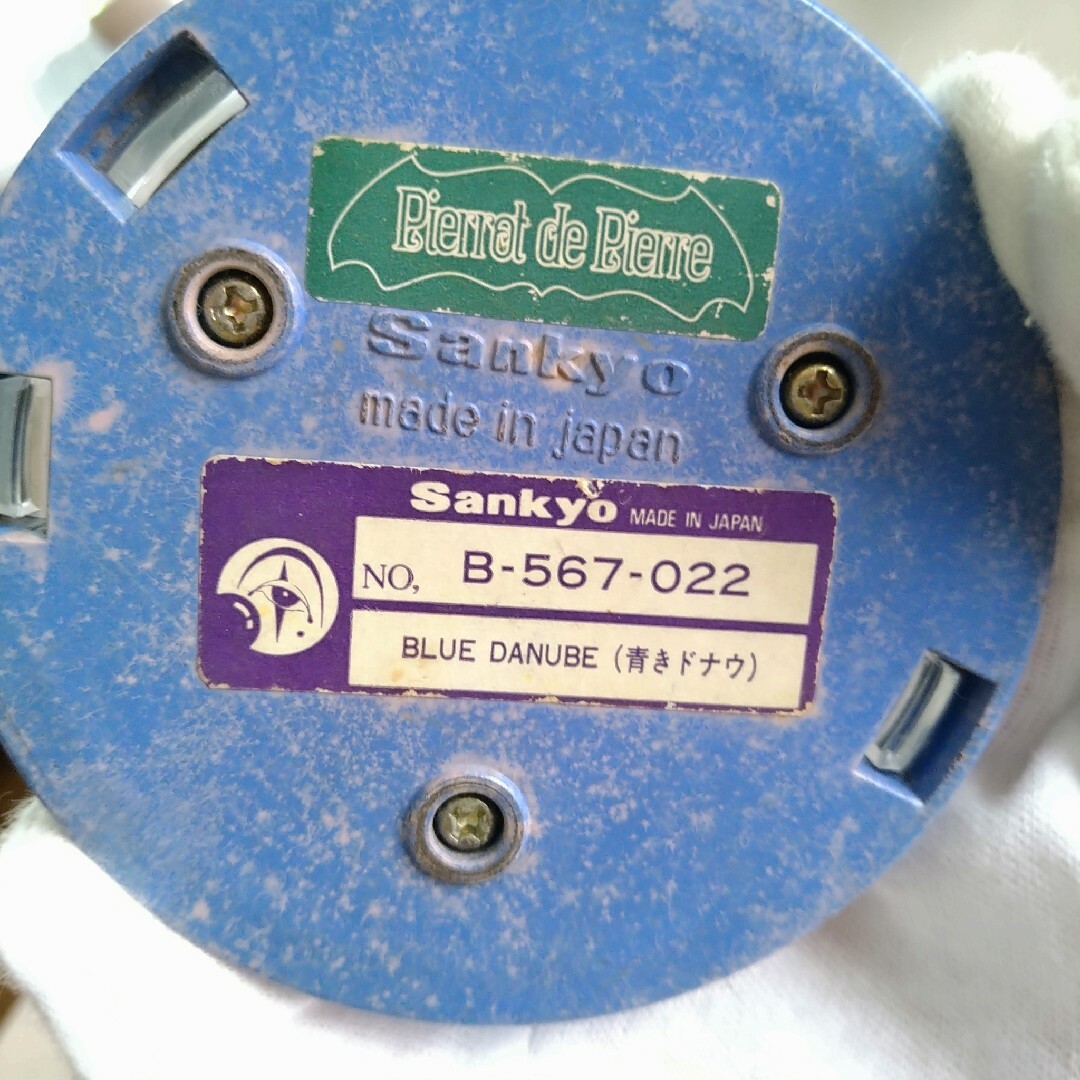 Pierrat de Pierre
Sankyo
made in japan
Sankyo MADE IN JAPAN
NO, B-567-022
BLUE DANUBE (青きドナウ)